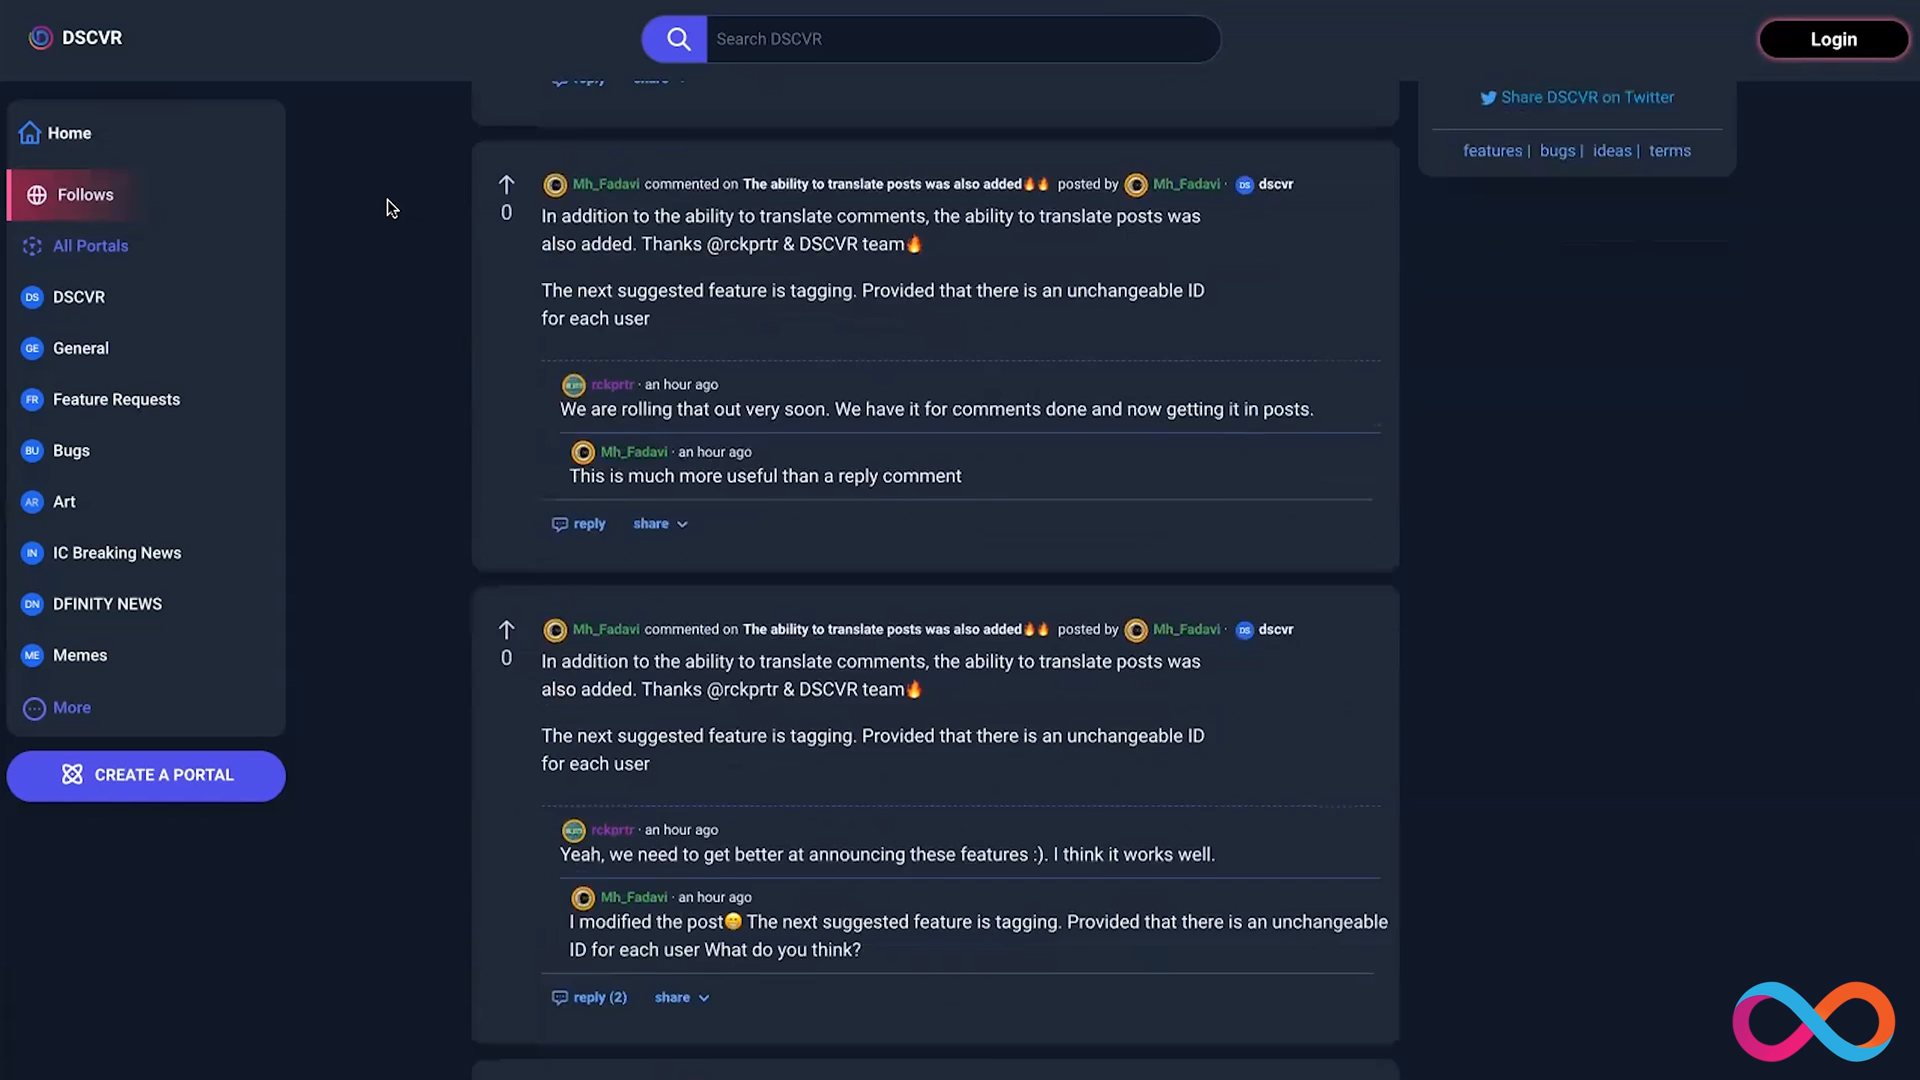 DSCVR
Search DSCVR
Login
Home
Follows
All Portals
DS DSCVR
GE General
FR Feature Requests
BU Bugs
AR Art
IN IC Breaking News
DN DFINITY NEWS
ME Memes
More
CREATE A PORTAL
reply share
Mh_Fadavi commented on The ability to translate posts was also added🔥🔥 posted by Mh_Fadavi · DS dscvr
0
In addition to the ability to translate comments, the ability to translate posts was
also added. Thanks @rckprtr & DSCVR team🔥
The next suggested feature is tagging. Provided that there is an unchangeable ID
for each user
rckprtr · an hour ago
We are rolling that out very soon. We have it for comments done and now getting it in posts.
Mh_Fadavi · an hour ago
This is much more useful than a reply comment
reply share
Mh_Fadavi commented on The ability to translate posts was also added🔥🔥 posted by Mh_Fadavi · DS dscvr
0
In addition to the ability to translate comments, the ability to translate posts was
also added. Thanks @rckprtr & DSCVR team🔥
The next suggested feature is tagging. Provided that there is an unchangeable ID
for each user
rckprtr · an hour ago
Yeah, we need to get better at announcing these features :). I think it works well.
Mh_Fadavi · an hour ago
I modified the post😁 The next suggested feature is tagging. Provided that there is an unchangeable
ID for each user What do you think?
reply (2) share
Share DSCVR on Twitter
features | bugs | ideas | terms